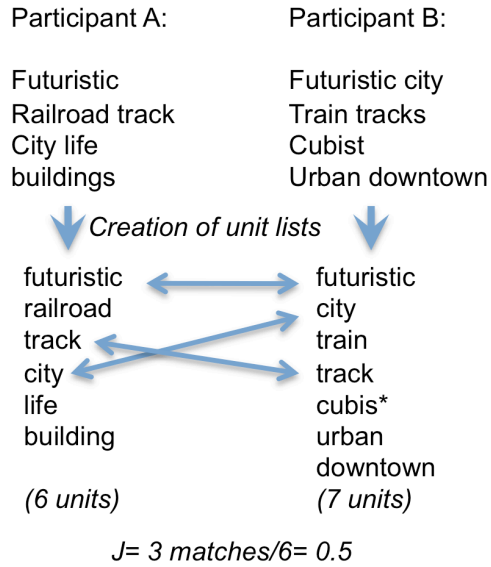 Participant A:
Participant B:
Futuristic
Railroad track
City life
buildings
Futuristic city
Train tracks
Cubist
Urban downtown
Creation of unit lists
futuristic
railroad
track
city
life
building
(6 units)
futuristic
city
train
track
cubis*
urban
downtown
(7 units)
J= 3 matches/6= 0.5